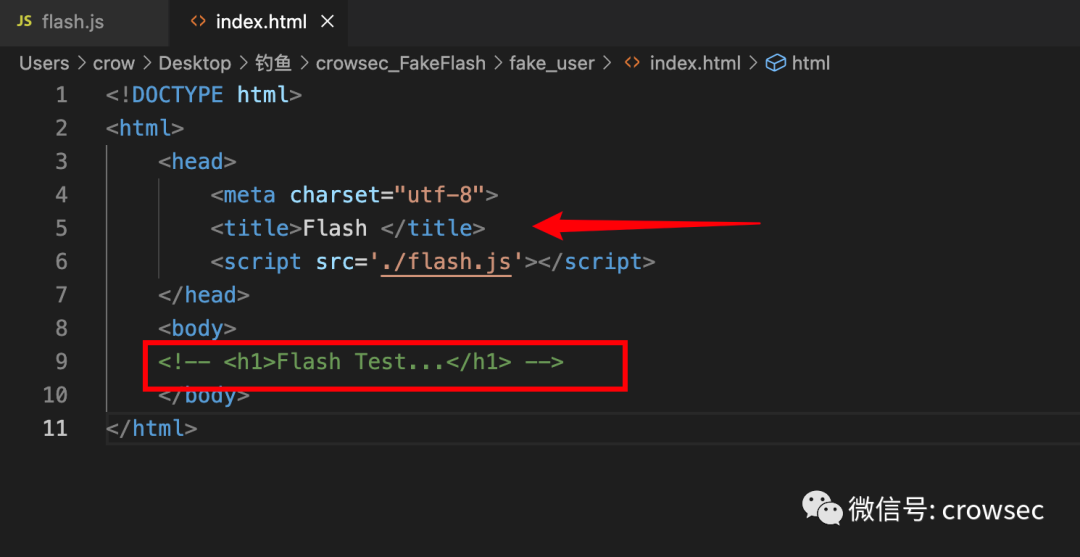 JS flash.js <> index.html ×
Users > crow > Desktop > 钓鱼 > crowsec_FakeFlash > fake_user > <> index.html > html
1 <!DOCTYPE html>
2 <html>
3 <head>
4 <meta charset="utf-8">
5 <title>Flash </title>
6 <script src='./flash.js'></script>
7 </head>
8 <body>
9 <!-- <h1>Flash Test...</h1> -->
10 </body>
11 </html>
微信号: crowsec